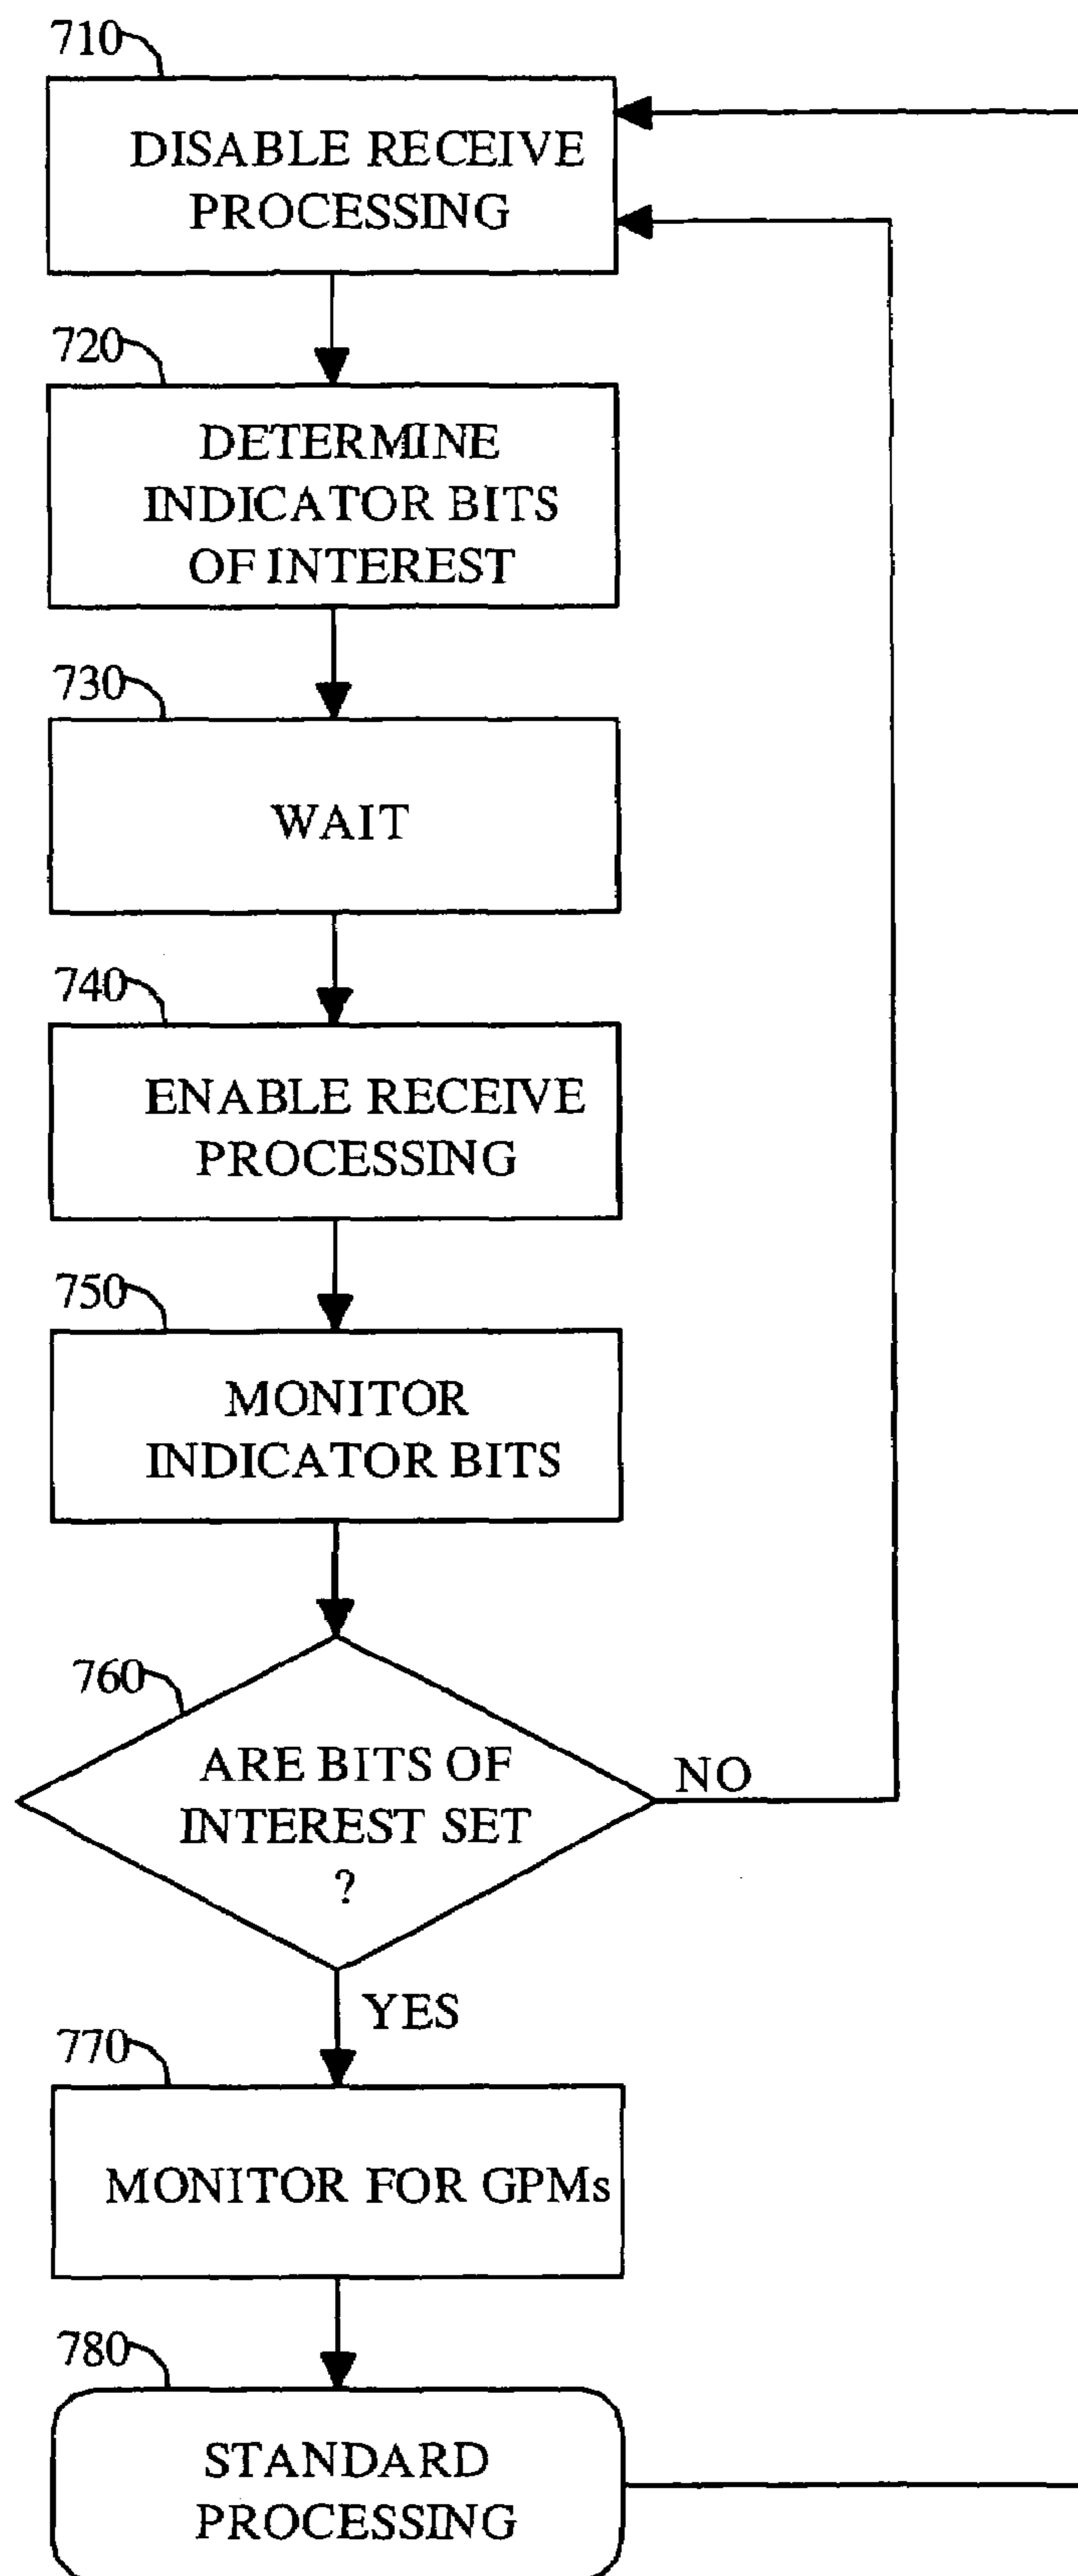 710
DISABLE RECEIVE
PROCESSING
720
DETERMINE
INDICATOR BITS
OF INTEREST
730
WAIT
740
ENABLE RECEIVE
PROCESSING
750
MONITOR
INDICATOR BITS
760
ARE BITS OF
INTEREST SET
?
NO
YES
770
MONITOR FOR GPMs
780
STANDARD
PROCESSING